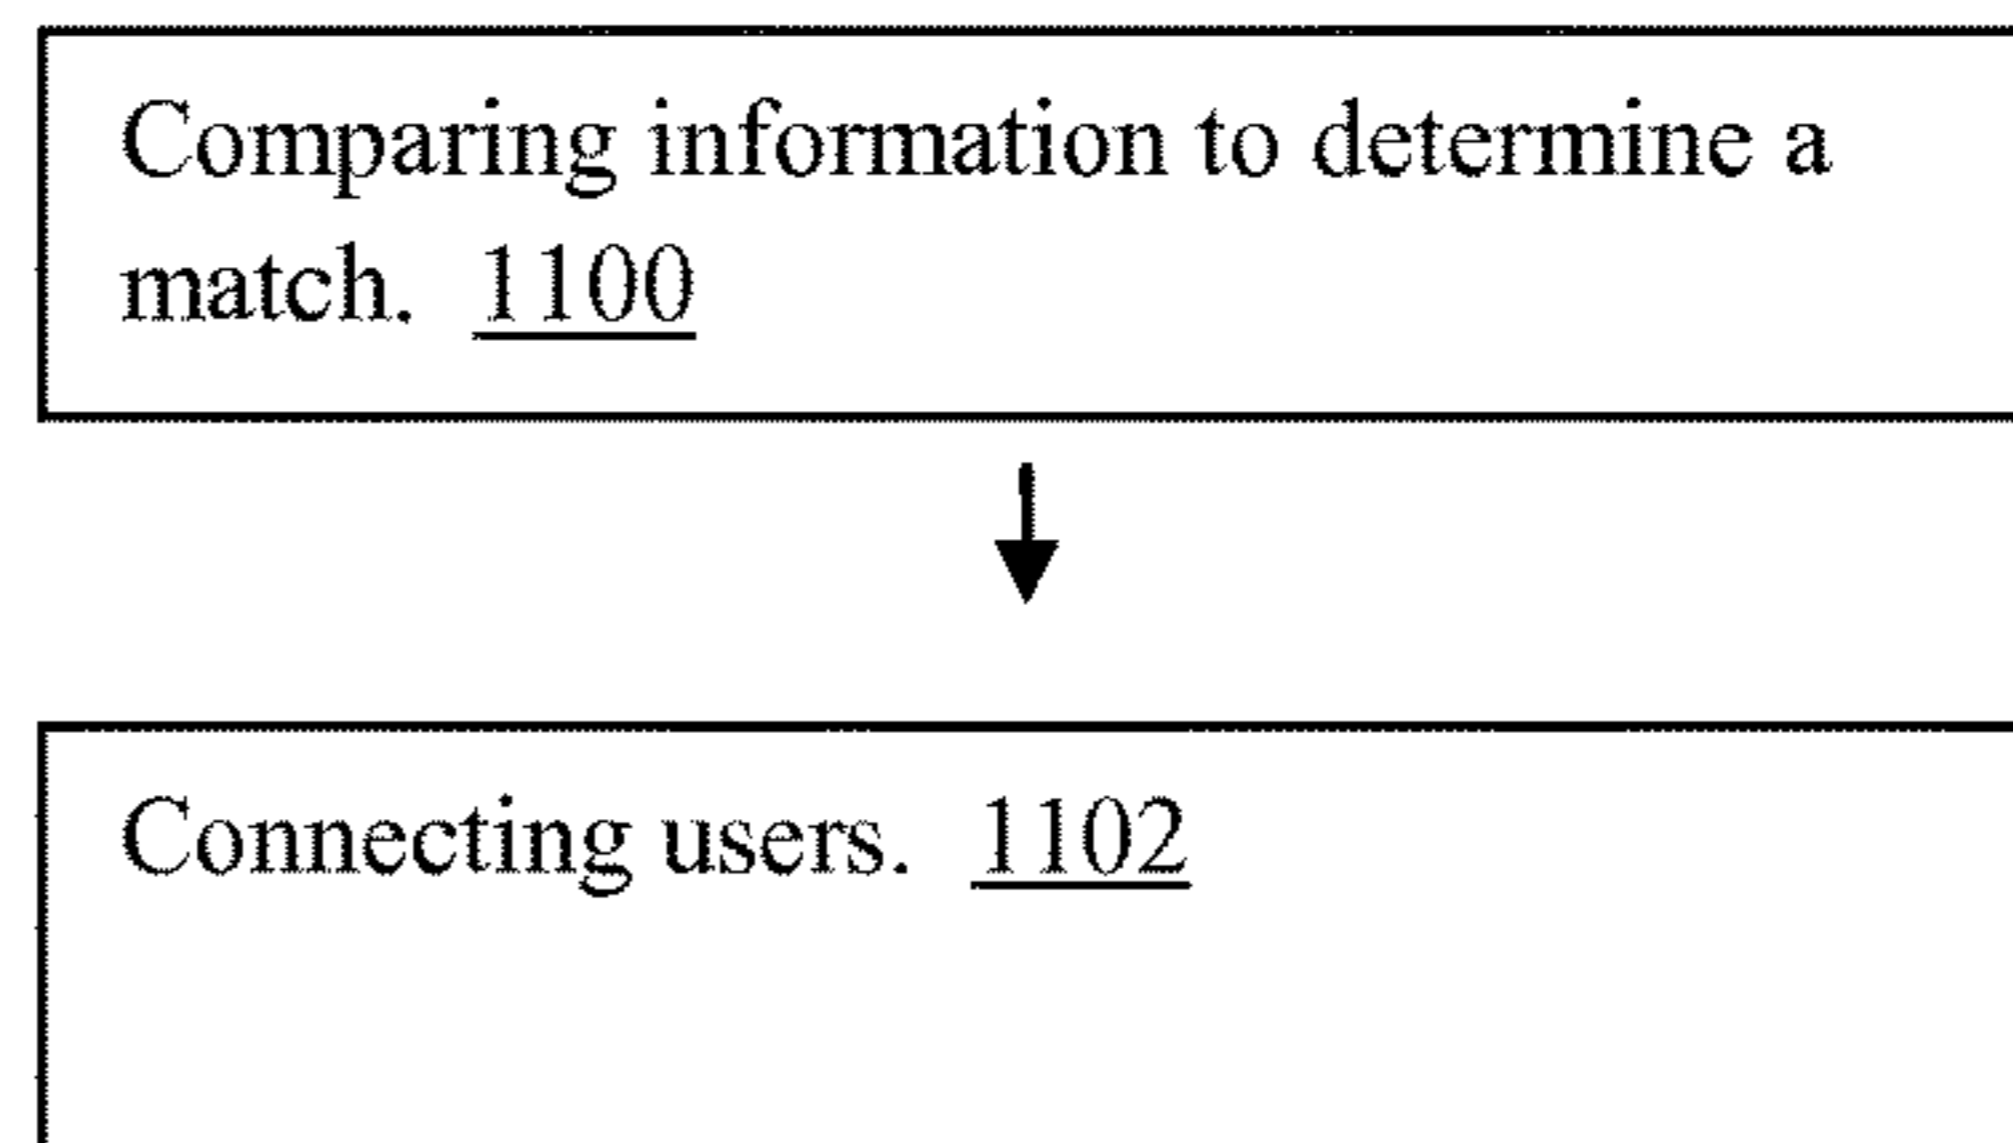 Comparing information to determine a
match. 1100
Connecting users. 1102